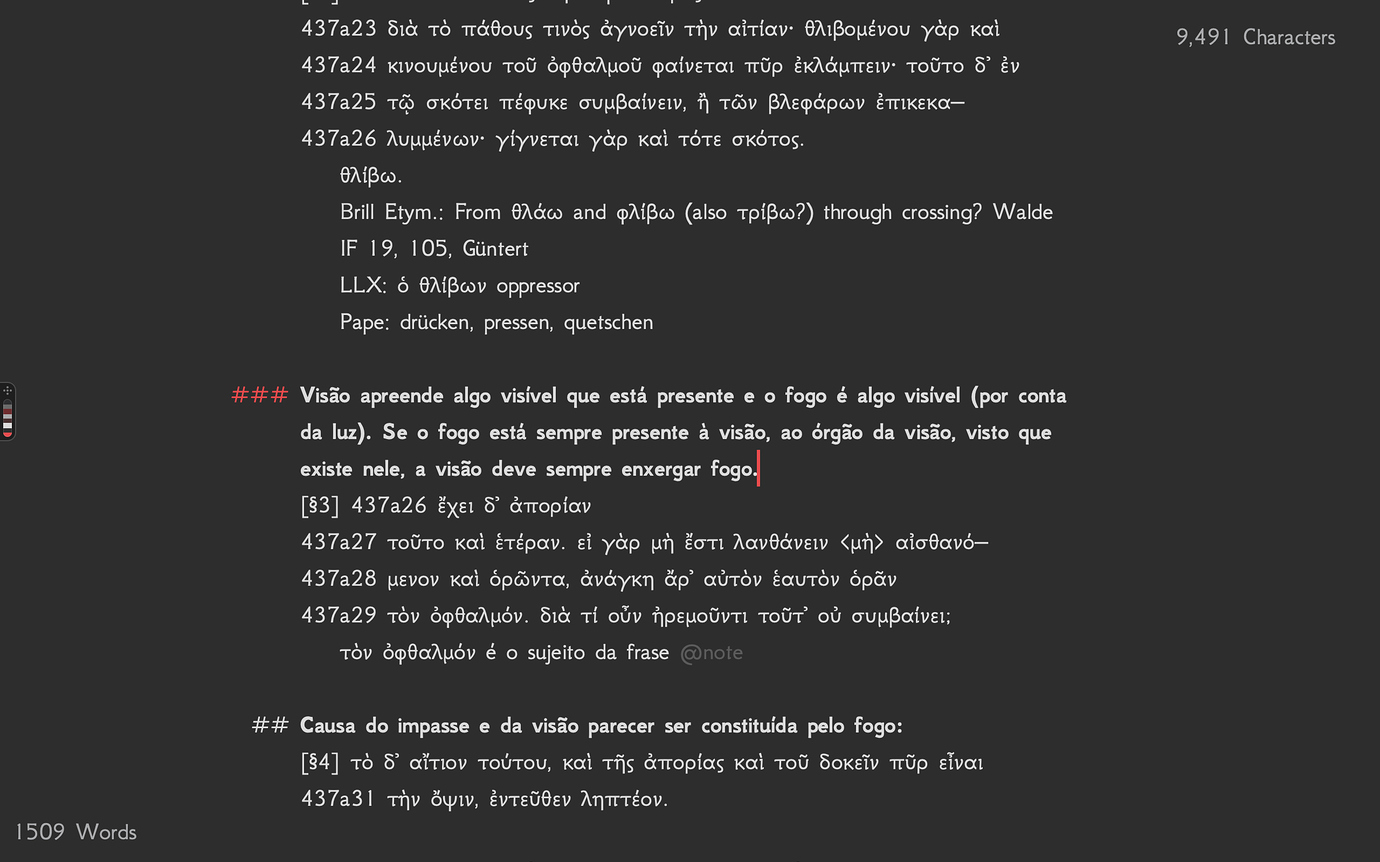 437a23 διὰ τὸ πάθους τινὸς ἀγνοεῖν τὴν αἰτίαν· θλιβομένου γὰρ καὶ
9,491 Characters
437a24 κινουμένου τοῦ ὀφθαλμοῦ φαίνεται πῦρ ἐκλάμπειν· τοῦτο δ᾽ ἐν
437a25 τῷ σκότει πέφυκε συμβαίνειν, ἢ τῶν βλεφάρων ἐπικεκα—
437a26 λυμμένων· γίγνεται γὰρ καὶ τότε σκότος.
θλίβω.
Brill Etym.: From θλάω and φλίβω (also τρίβω?) through crossing? Walde
IF 19, 105, Güntert
LLX: ὁ θλίβων oppressor
Pape: drücken, pressen, quetschen
### Visão apreende algo visível que está presente e o fogo é algo visível (por conta
da luz). Se o fogo está sempre presente à visão, ao órgão da visão, visto que
existe nele, a visão deve sempre enxergar fogo.
[§3] 437a26 ἔχει δ᾽ ἀπορίαν
437a27 τοῦτο καὶ ἑτέραν. εἰ γὰρ μὴ ἔστι λανθάνειν <μὴ> αἰσθανό—
437a28 μενον καὶ ὁρῶντα, ἀνάγκη ἄρ᾽ αὐτὸν ἑαυτὸν ὁρᾶν
437a29 τὸν ὀφθαλμόν. διὰ τί οὖν ἠρεμοῦντι τοῦτ᾽ οὐ συμβαίνει;
τὸν ὀφθαλμόν é o sujeito da frase @note
## Causa do impasse e da visão parecer ser constituída pelo fogo:
[§4] τὸ δ᾽ αἴτιον τούτου, καὶ τῆς ἀπορίας καὶ τοῦ δοκεῖν πῦρ εἶναι
437a31 τὴν ὄψιν, ἐντεῦθεν ληπτέον.
1509 Words